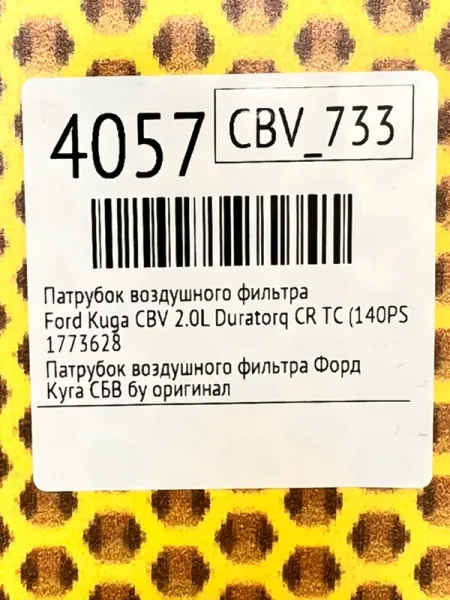 4057
CBV_733
Патрубок воздушного фильтра
Ford Kuga CBV 2.0L Duratorq CR TC (140PS
1773628
Патрубок воздушного фильтра Форд
Куга СБВ бу оригинал